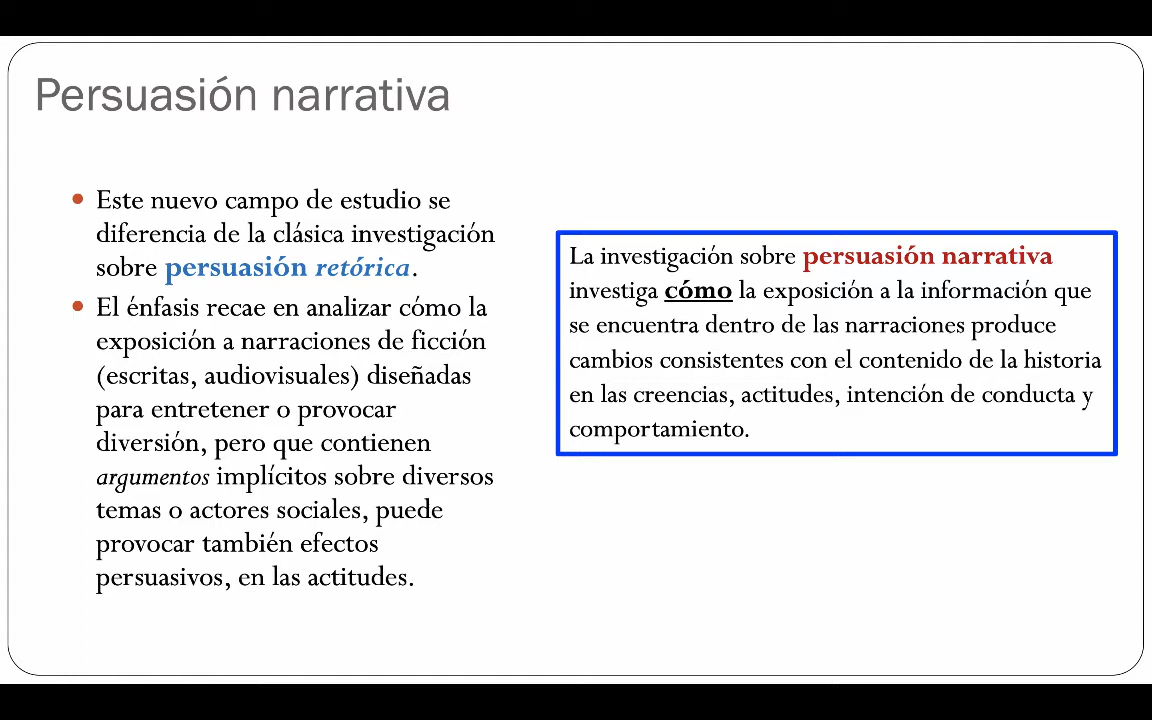 Persuasión narrativa
• Este nuevo campo de estudio se
diferencia de la clásica investigación
sobre persuasión retórica.
• El énfasis recae en analizar cómo la
exposición a narraciones de ficción
(escritas, audiovisuales) diseñadas
para entretener o provocar
diversión, pero que contienen
argumentos implícitos sobre diversos
temas o actores sociales, puede
provocar también efectos
persuasivos, en las actitudes.
La investigación sobre persuasión narrativa
investiga cómo la exposición a la información que
se encuentra dentro de las narraciones produce
cambios consistentes con el contenido de la historia
en las creencias, actitudes, intención de conducta y
comportamiento.